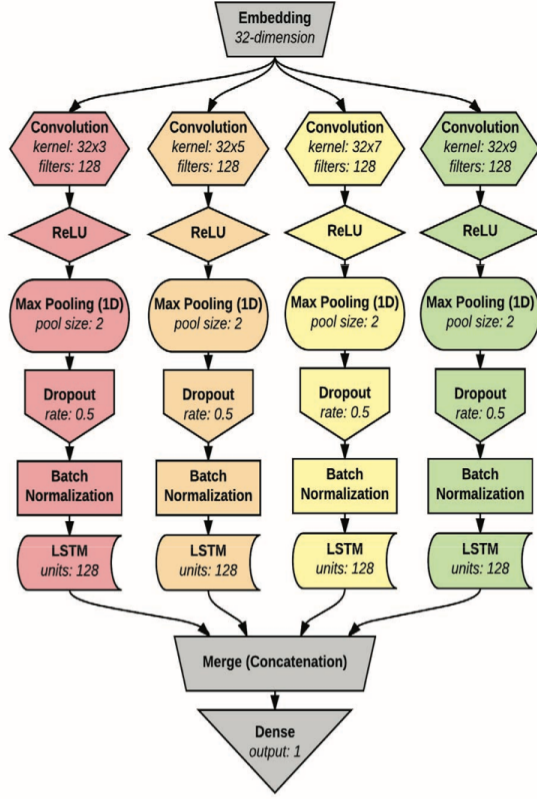 Embedding
32-dimension
Convolution
kernel: 32x3
filters: 128
Convolution
kernel: 32x5
filters: 128
Convolution
kernel: 32x7
filters: 128
Convolution
kernel: 32x9
filters: 128
ReLU
ReLU
ReLU
ReLU
Max Pooling (1D)
pool size: 2
Max Pooling (1D)
pool size: 2
Max Pooling (1D)
pool size: 2
Max Pooling (1D)
pool size: 2
Dropout
rate: 0.5
Dropout
rate: 0.5
Dropout
rate: 0.5
Dropout
rate: 0.5
Batch
Normalization
Batch
Normalization
Batch
Normalization
Batch
Normalization
LSTM
units: 128
LSTM
units: 128
LSTM
units: 128
LSTM
units: 128
Merge (Concatenation)
Dense
output: 1